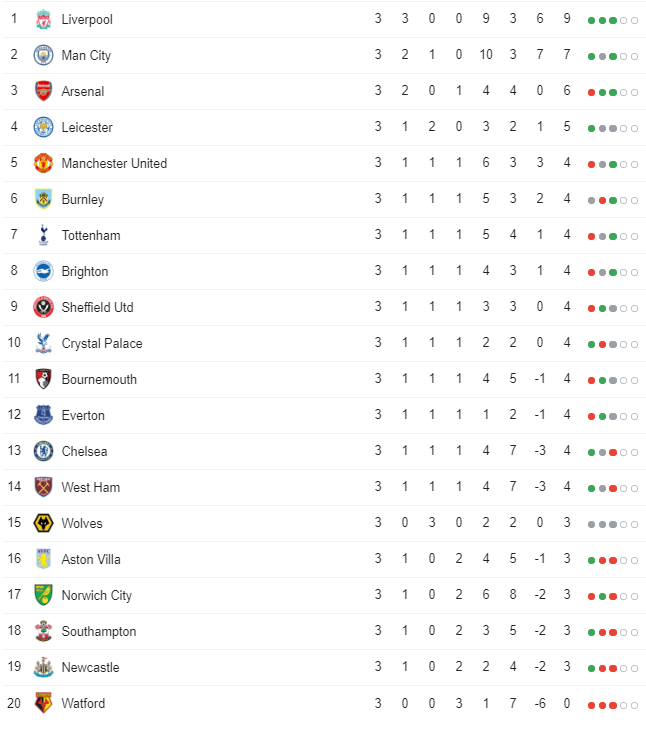 1 Liverpool 3 3 0 0 9 3 6 9
2 Man City 3 2 1 0 10 3 7 7
3 Arsenal 3 2 0 1 4 4 0 6
4 Leicester 3 1 2 0 3 2 1 5
5 Manchester United 3 1 1 1 6 3 3 4
6 Burnley 3 1 1 1 5 3 2 4
7 Tottenham 3 1 1 1 5 4 1 4
8 Brighton 3 1 1 1 4 3 1 4
9 Sheffield Utd 3 1 1 1 3 3 0 4
10 Crystal Palace 3 1 1 1 2 2 0 4
11 Bournemouth 3 1 1 1 4 5 -1 4
12 Everton 3 1 1 1 1 2 -1 4
13 Chelsea 3 1 1 1 4 7 -3 4
14 West Ham 3 1 1 1 4 7 -3 4
15 Wolves 3 0 3 0 2 2 0 3
16 Aston Villa 3 1 0 2 4 5 -1 3
17 Norwich City 3 1 0 2 6 8 -2 3
18 Southampton 3 1 0 2 3 5 -2 3
19 Newcastle 3 1 0 2 2 4 -2 3
20 Watford 3 0 0 3 1 7 -6 0